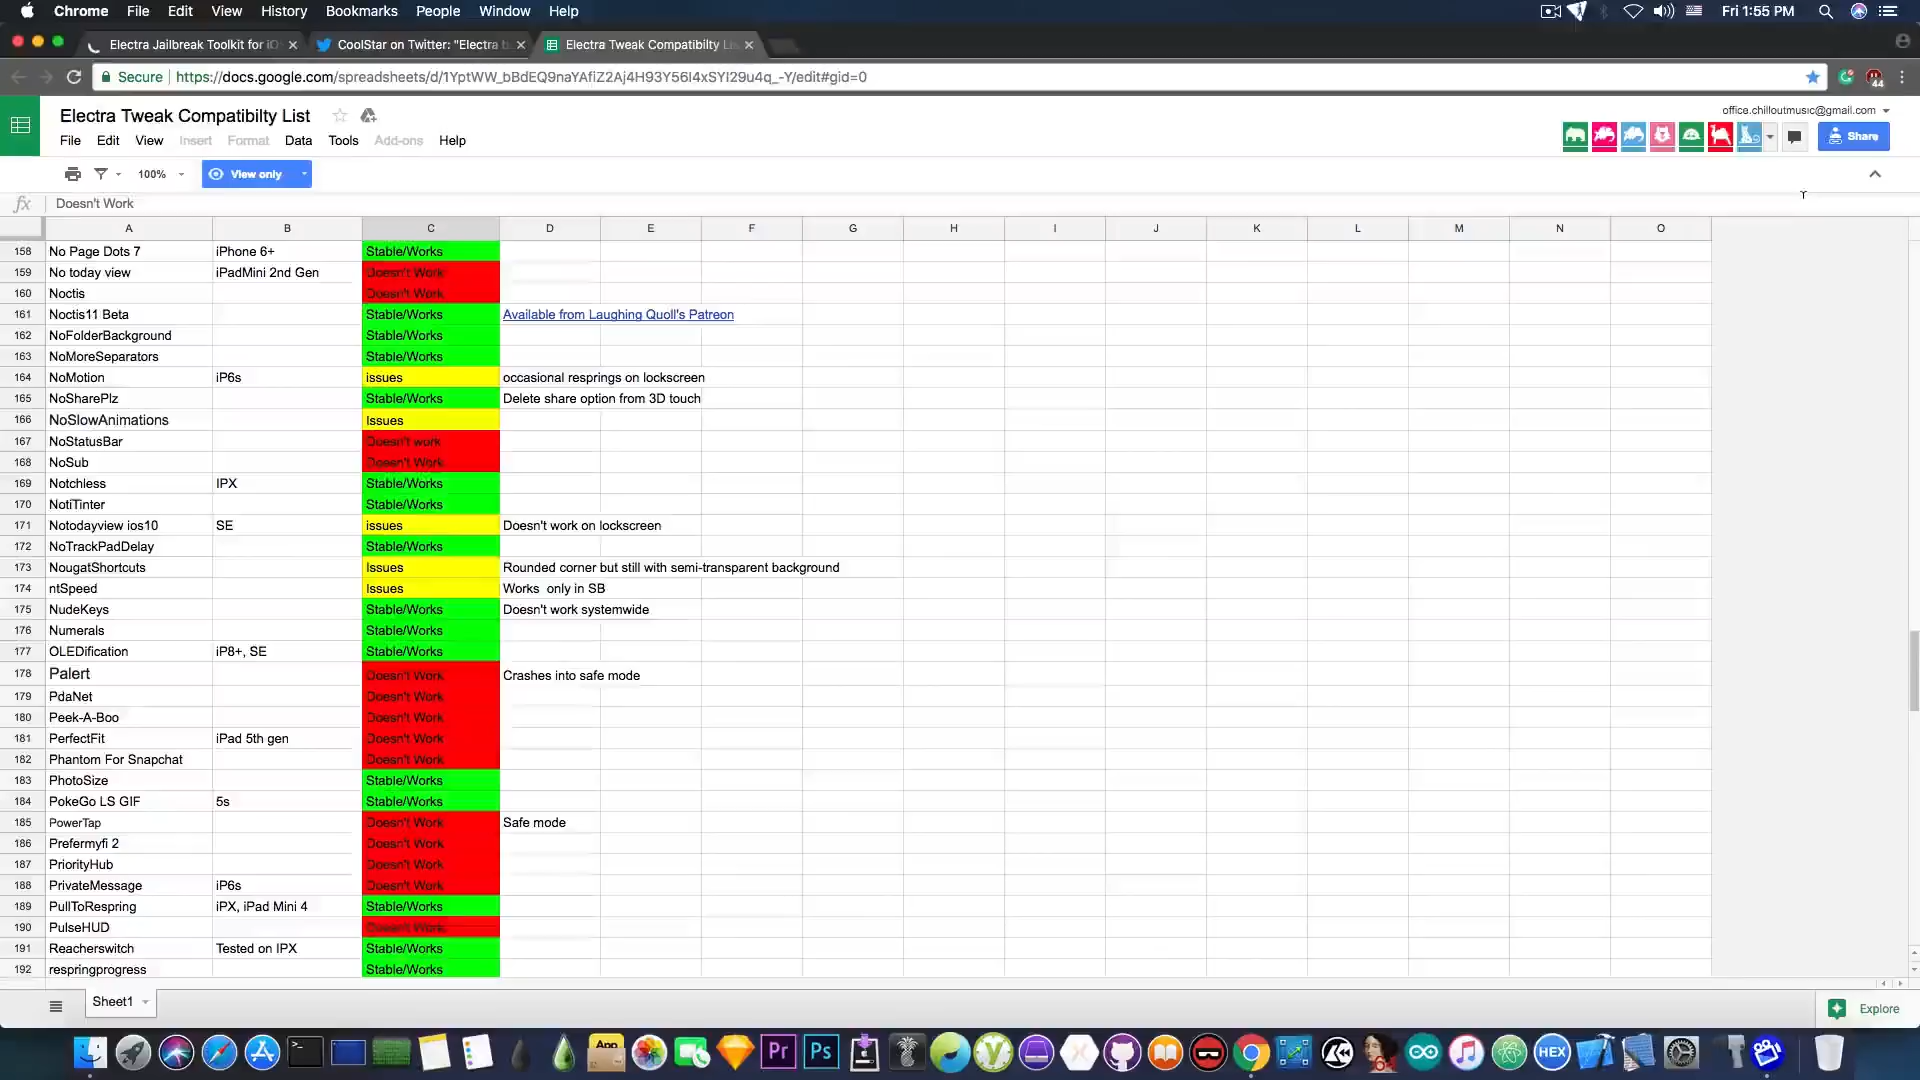 Chrome File Edit View History Bookmarks People Window Help Fri 1:55 PM
Electra Jailbreak Toolkit for iO CoolStar on Twitter: "Electra b Electra Tweak Compatibilty Li
Secure https://docs.google.com/spreadsheets/d/1YptWW_bBdEQ9naYAfiZ2Aj4H93Y56I4xSYI29u4q_-Y/edit#gid=0 44
Electra Tweak Compatibilty List office.chilloutmusic@gmail.com
File Edit View Insert Format Data Tools Add-ons Help Share
100% View only
fx Doesn't Work
A B C D E F G H I J K L M N O
158 No Page Dots 7 iPhone 6+ Stable/Works
159 No today view iPadMini 2nd Gen Doesn't Work
160 Noctis Doesn't Work
161 Noctis11 Beta Stable/Works Available from Laughing Quoll's Patreon
162 NoFolderBackground Stable/Works
163 NoMoreSeparators Stable/Works
164 NoMotion iP6s issues occasional resprings on lockscreen
165 NoSharePlz Stable/Works Delete share option from 3D touch
166 NoSlowAnimations Issues
167 NoStatusBar Doesn't work
168 NoSub Doesn't Work
169 Notchless IPX Stable/Works
170 NotiTinter Stable/Works
171 Notodayview ios10 SE issues Doesn't work on lockscreen
172 NoTrackPadDelay Stable/Works
173 NougatShortcuts Issues Rounded corner but still with semi-transparent background
174 ntSpeed Issues Works only in SB
175 NudeKeys Stable/Works Doesn't work systemwide
176 Numerals Stable/Works
177 OLEDification iP8+, SE Stable/Works
178 Palert Doesn't Work Crashes into safe mode
179 PdaNet Doesn't Work
180 Peek-A-Boo Doesn't Work
181 PerfectFit iPad 5th gen Doesn't Work
182 Phantom For Snapchat Doesn't Work
183 PhotoSize Stable/Works
184 PokeGo LS GIF 5s Stable/Works
185 PowerTap Doesn't Work Safe mode
186 Prefermyfi 2 Doesn't Work
187 PriorityHub Doesn't Work
188 PrivateMessage iP6s Doesn't Work
189 PullToRespring iPX, iPad Mini 4 Stable/Works
190 PulseHUD Doesn't Work
191 Reacherswitch Tested on IPX Stable/Works
192 respringprogress Stable/Works
Sheet1 Explore
App Pr Ps HEX